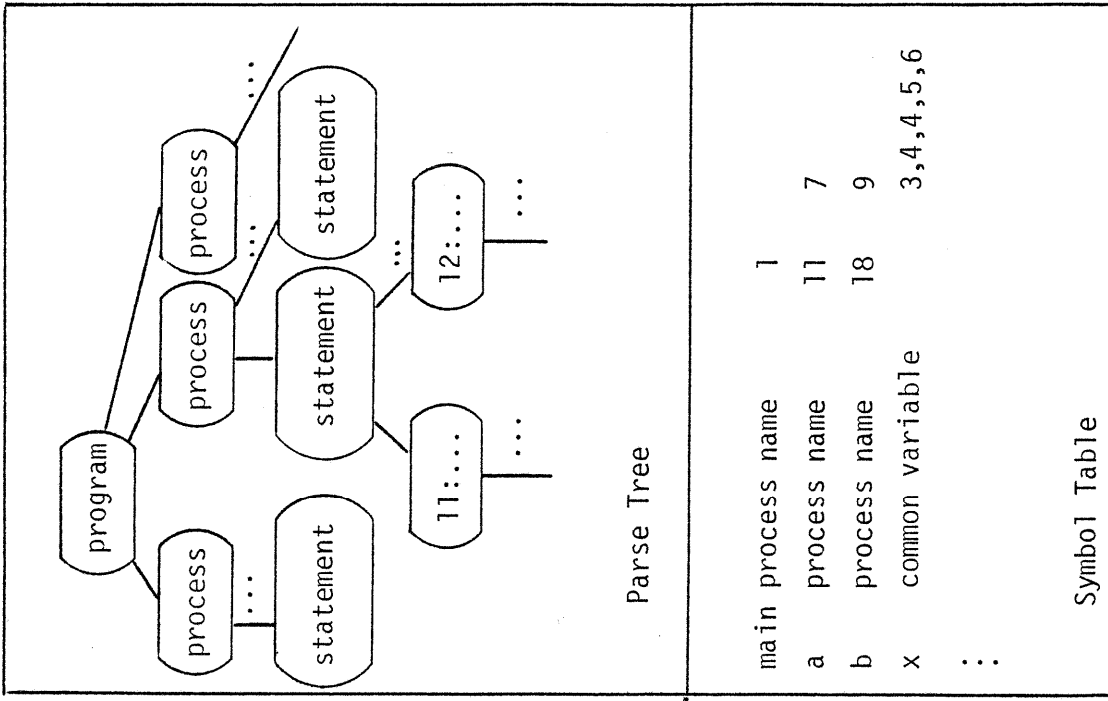 program
process process process
... ... ...
statement statement statement
...
11:... 12:...
... ...
Parse Tree
main process name 1
a process name 11 7
b process name 18 9
x common variable 3,4,4,5,6
...
Symbol Table